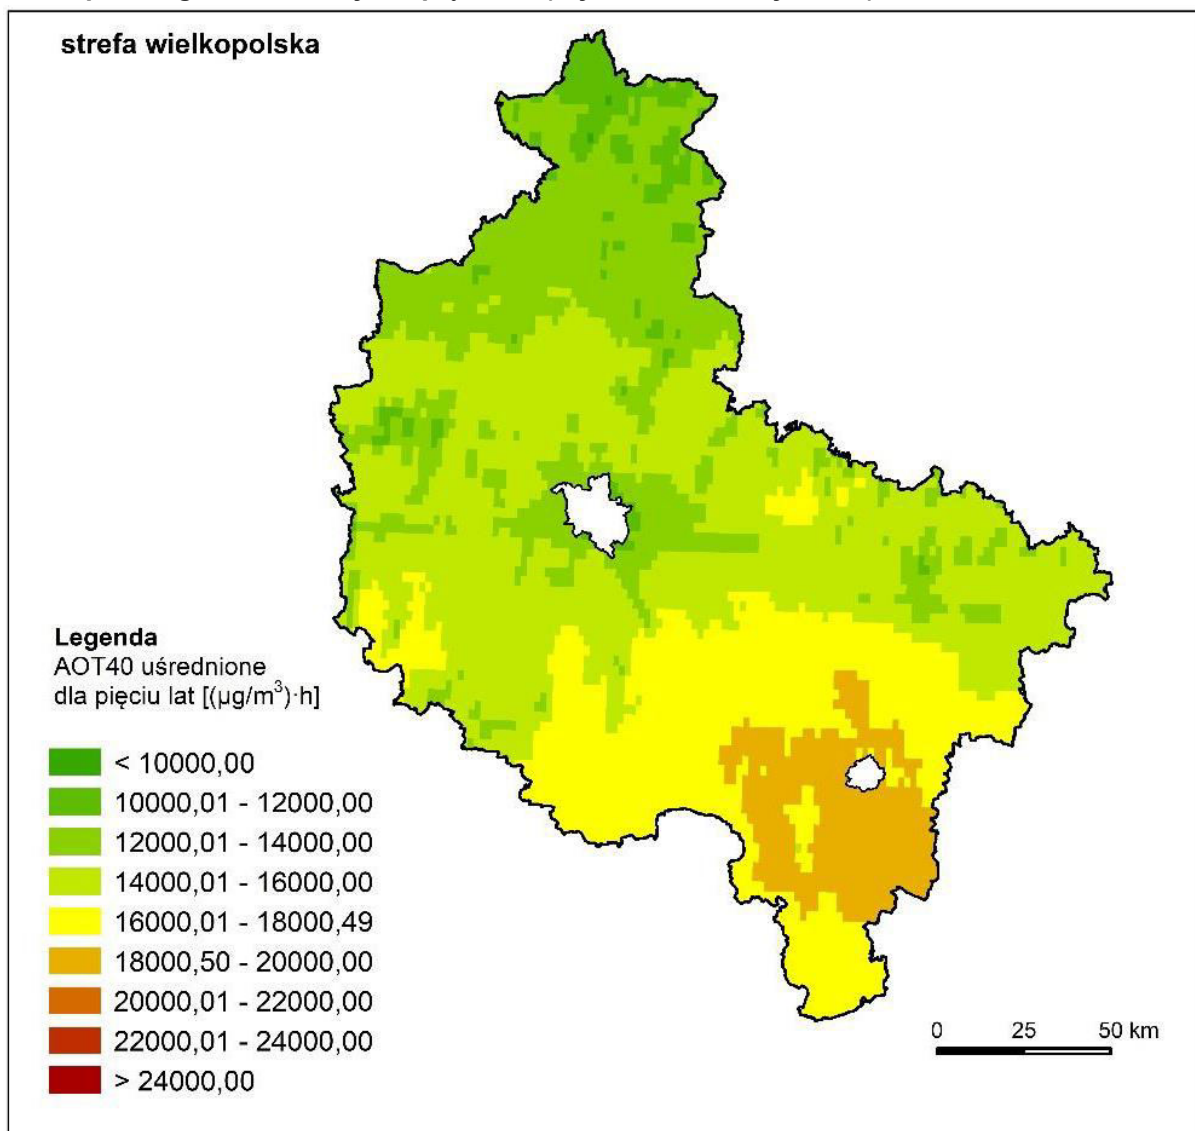 strefa wielkopolska
Legenda
AOT40 uśrednione
dla pięciu lat [(µg/m³)·h]
< 10000,00
10000,01 - 12000,00
12000,01 - 14000,00
14000,01 - 16000,00
16000,01 - 18000,49
18000,50 - 20000,00
20000,01 - 22000,00
22000,01 - 24000,00
> 24000,00
0 25 50 km